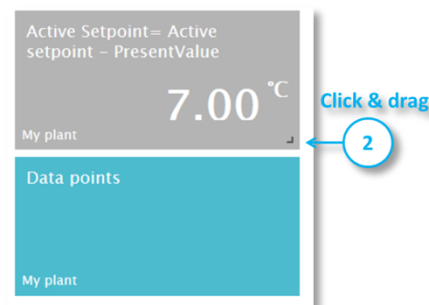 Active Setpoint= Active
setpoint - PresentValue
7.00 °C
My plant
Click & drag
2
Data points
My plant